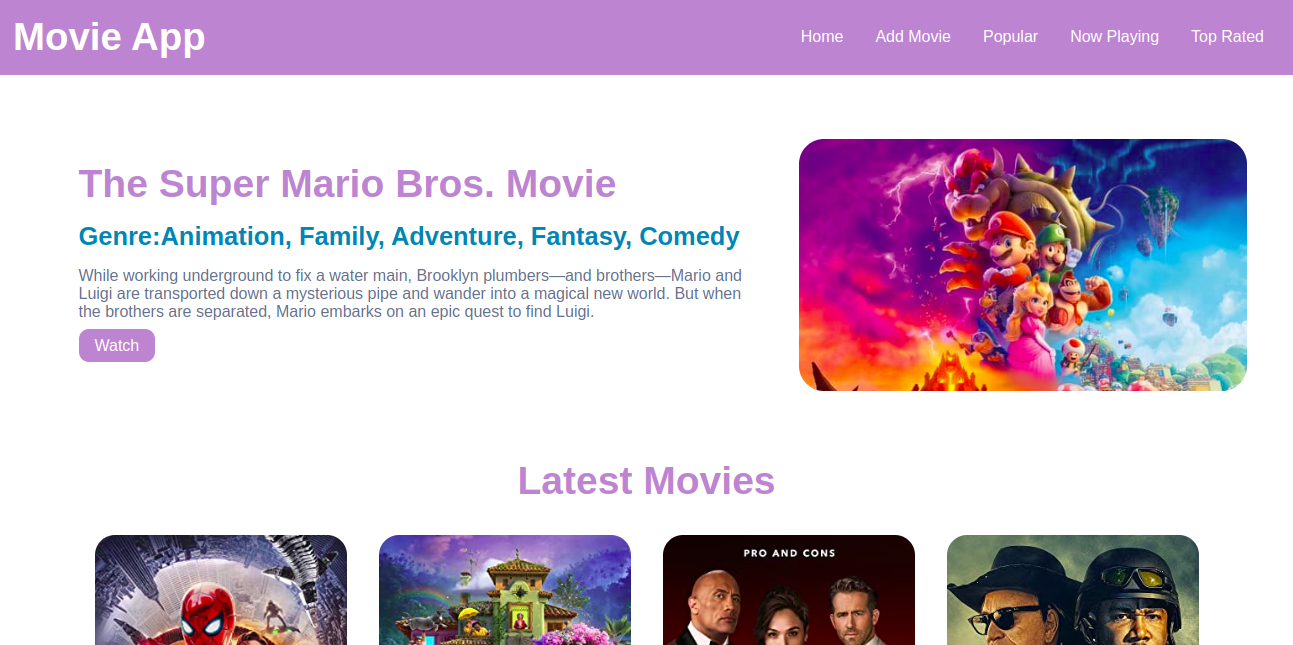 Movie App
Home
Add Movie
Popular
Now Playing
Top Rated
The Super Mario Bros. Movie
Genre:Animation, Family, Adventure, Fantasy, Comedy
While working underground to fix a water main, Brooklyn plumbers—and brothers—Mario and
Luigi are transported down a mysterious pipe and wander into a magical new world. But when
the brothers are separated, Mario embarks on an epic quest to find Luigi.
Watch
Latest Movies
PRO AND CONS